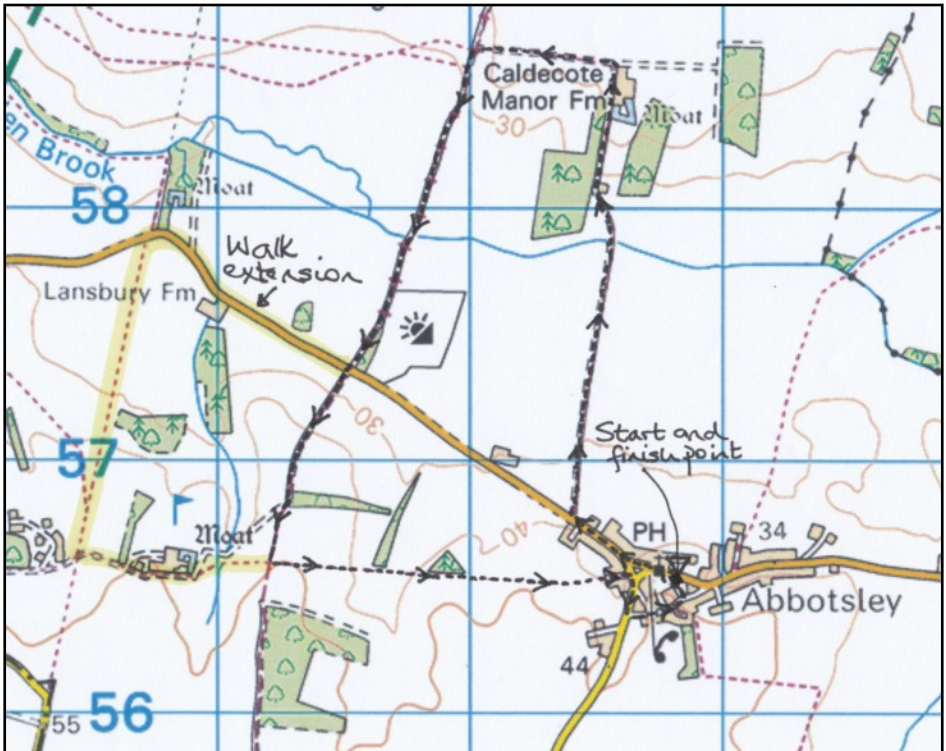 Caldecote
Manor Fm
Moat
30
en Brook
58
Moat
Walk
extension
Lansbury Fm
30
57
Start and
finish point
Moat
40
PH
34
Abbotsley
44
55
56